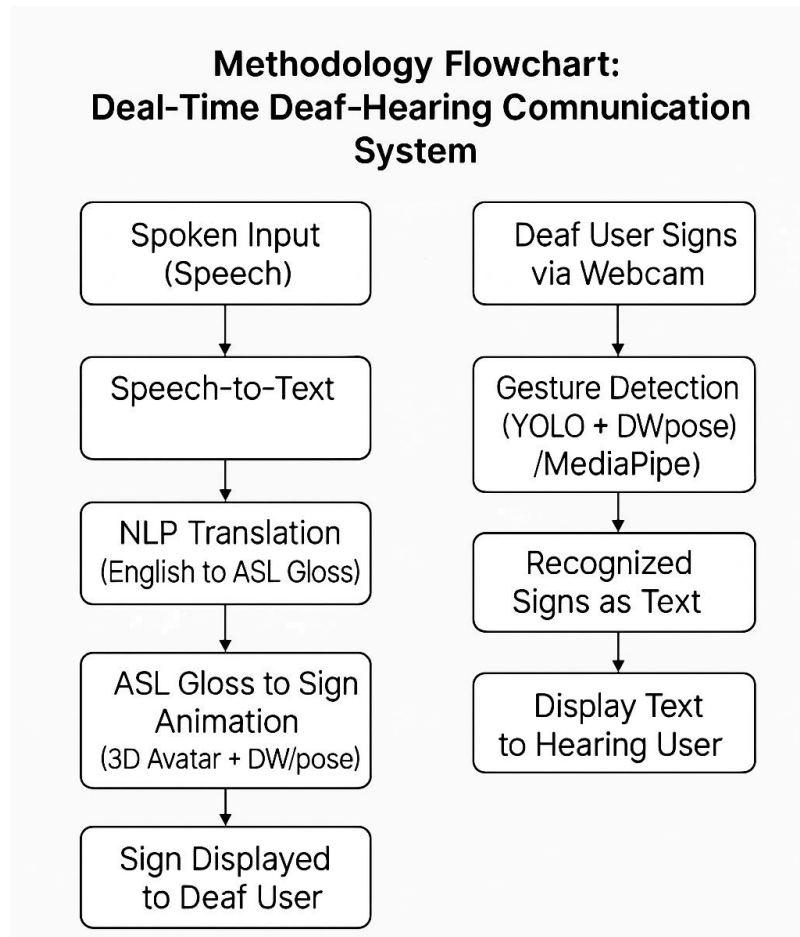 Methodology Flowchart:
Deal-Time Deaf-Hearing Comnunication
System
Spoken Input
(Speech)
Speech-to-Text
NLP Translation
(English to ASL Gloss)
ASL Gloss to Sign
Animation
(3D Avatar + DW/pose)
Sign Displayed
to Deaf User
Deaf User Signs
via Webcam
Gesture Detection
(YOLO + DWpose)
/MediaPipe)
Recognized
Signs as Text
Display Text
to Hearing User